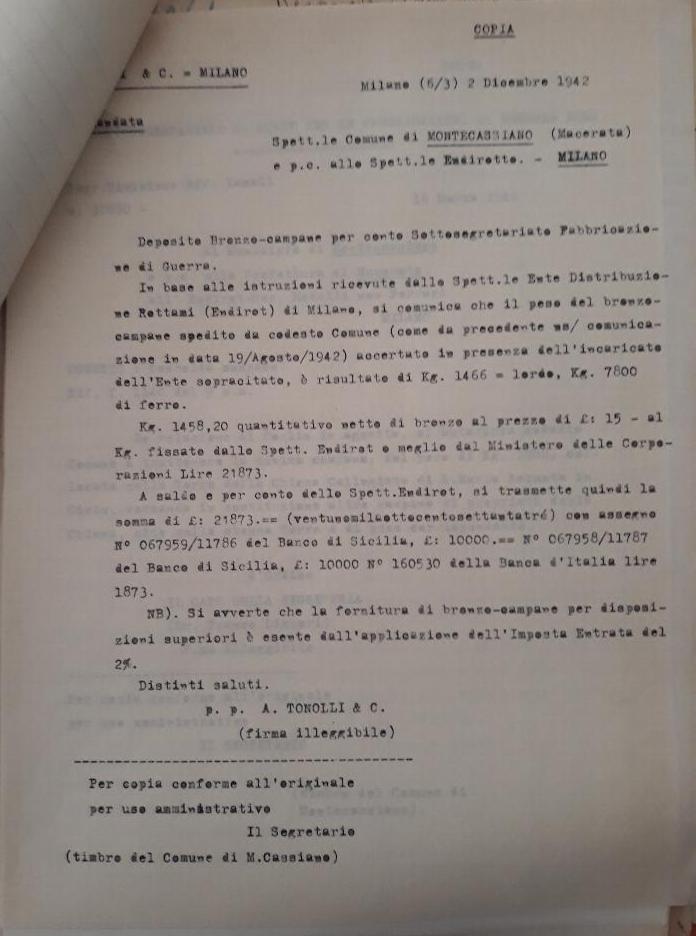 COPIA
& C. = MILANO
Milano (6/3) 2 Dicembre 1942
Spett.le Comune di MONTECASSIANO (Macerata)
e p.c. allo Spett.le Endirotte. - MILANO
Deposito Bronzo-campane per conto Sottosegretariato Fabbricazio-
ne di Guerra.
In base alle istruzioni ricevute dallo Spett.le Ente Distribuzio-
ne Rottami (Endirot) di Milano, si comunica che il peso del bronzo-
campane spedito da codesto Comune (come da precedente ns/ comunica-
zione in data 19/Agosto/1942) accertato in presenza dell'incaricato
dell'Ente sopracitato, è risultato di Kg. 1466 = lordo, Kg. 7800
di ferro.
Kg. 1458,20 quantitativo netto di bronzo al prezzo di £: 15 - al
Kg. fissato dallo Spett. Endirot o meglio dal Ministero delle Corpo-
razioni Lire 21873.
A saldo e per conto dello Spett.Endirot, si trasmette quindi la
somma di £: 21873.== (ventunomilaottocentosettantatré) con assegno
N° 067959/11786 del Banco di Sicilia, £: 10000.== N° 067958/11787
del Banco di Sicilia, £: 10000 N° 160530 della Banca d'Italia lire
1873.
NB). Si avverte che la fornitura di bronzo-campane per disposi-
zioni superiori è esente dall'applicazione dell'Imposta Entrata del
2%.
Distinti saluti.
p. p. A. TONOLLI & C.
(firma illeggibile)
Per copia conforme all'originale
per uso amministrativo
Il Segretario
(timbro del Comune di M.Cassiano)